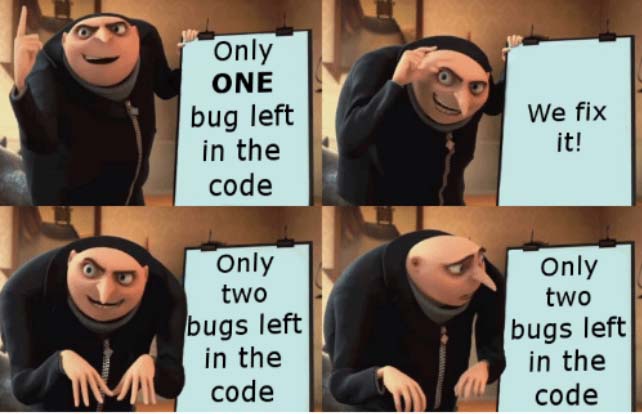 Only
ONE
bug left
in the
code
We fix
it!
Only
two
bugs left
in the
code
Only
two
bugs left
in the
code